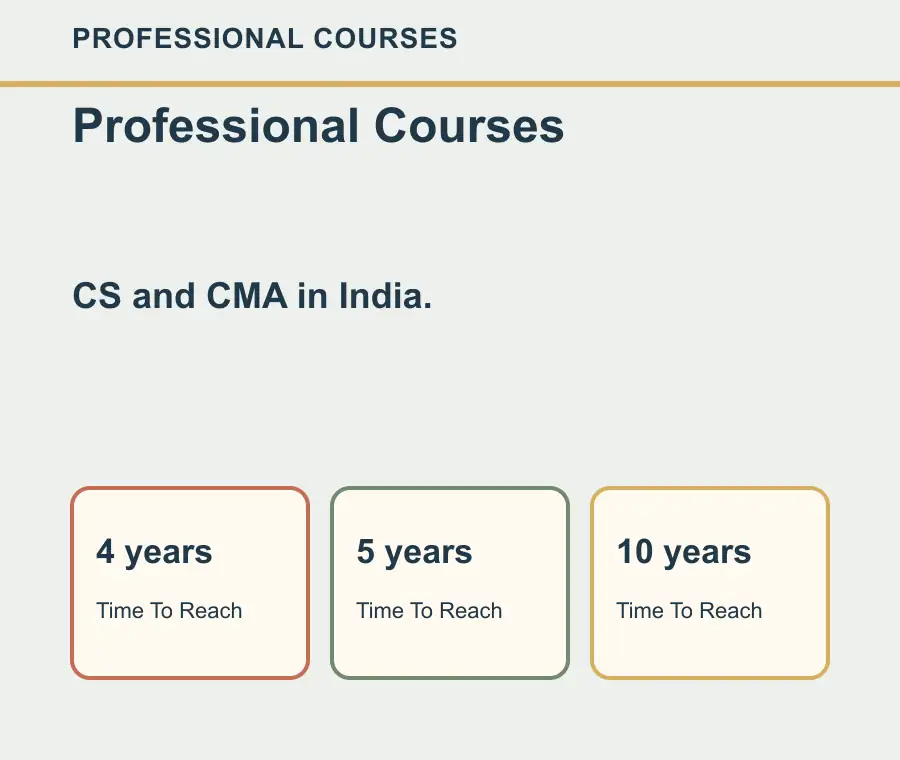 PROFESSIONAL COURSES
Professional Courses
CS and CMA in India.
4 years
Time To Reach
5 years
Time To Reach
10 years
Time To Reach